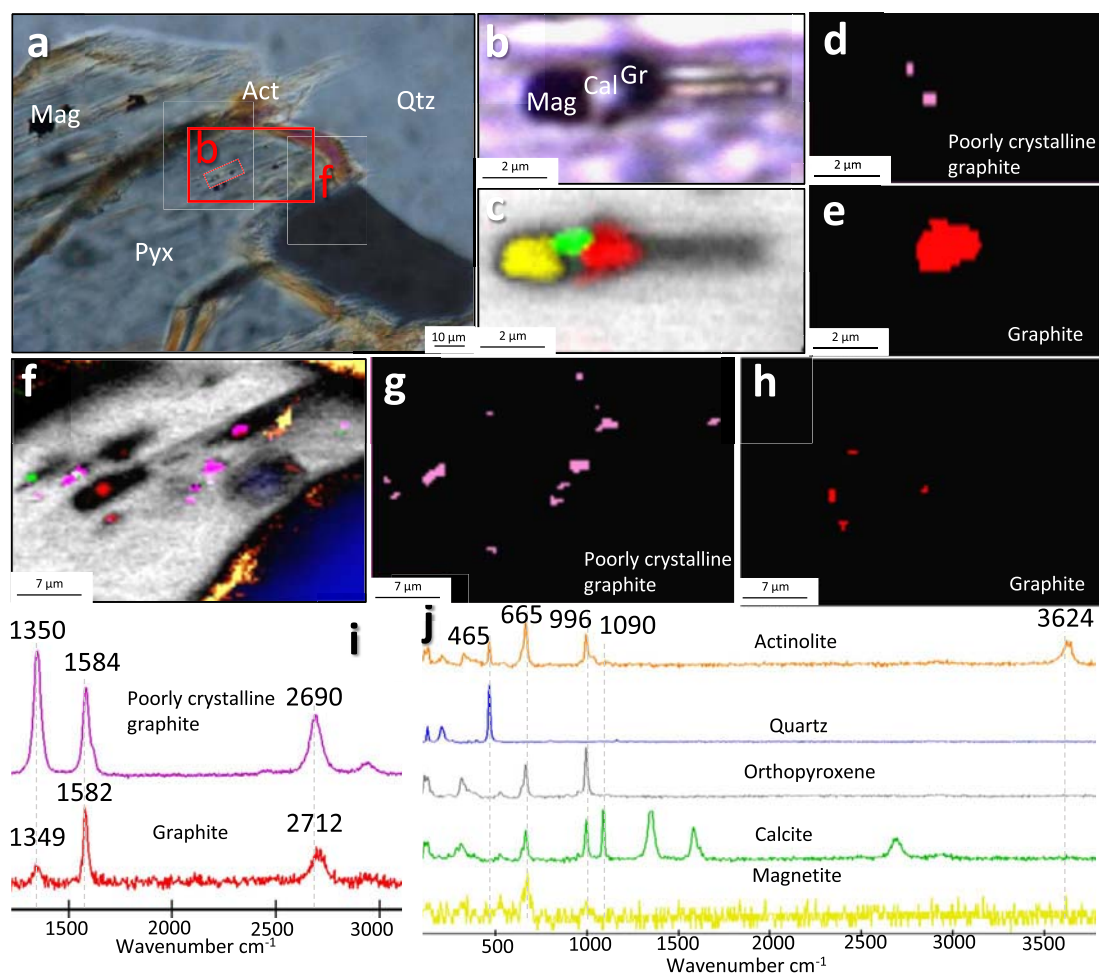 a
Act
Mag
Qtz
b
f
Pyx
10 µm
b
Cal
Gr
Mag
2 µm
c
2 µm
d
Poorly crystalline
graphite
2 µm
e
Graphite
2 µm
f
7 µm
g
Poorly crystalline
graphite
7 µm
h
Graphite
7 µm
i
1350
1584
Poorly crystalline
graphite
2690
1582
1349
Graphite
2712
1500
2000
2500
3000
Wavenumber cm-1
j
465
665
996
1090
3624
Actinolite
Quartz
Orthopyroxene
Calcite
Magnetite
500
1000
1500
2000
2500
3000
3500
Wavenumber cm-1